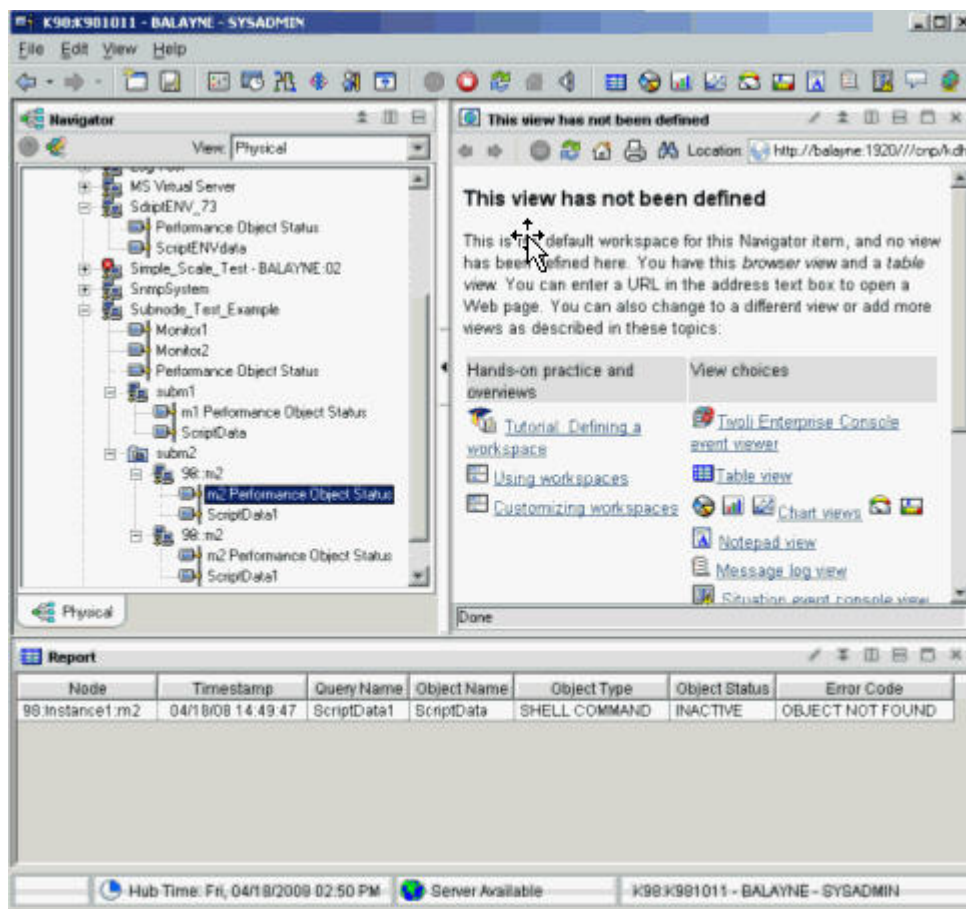 K98:K981011 - BALAYNE - SYSADMIN
File Edit View Help
Navigator
View: Physical
MS Virtual Server
SdriptENV_73
Performance Object Status
ScriptENVdata
Simple_Scale_Test - BALAYNE:02
SnmpSystem
Subnode_Test_Example
Monitor1
Monitor2
Performance Object Status
subm1
m1 Performance Object Status
ScriptData
subm2
98::m2
m2 Performance Object Status
ScriptData1
98::m2
m2 Performance Object Status
ScriptData1
Physical
This view has not been defined
Location: http://balayne:1920///cnp/kdh
This view has not been defined
This is default workspace for this Navigator item, and no view
has been defined here. You have this browser view and a table
view. You can enter a URL in the address text box to open a
Web page. You can also change to a different view or add more
views as described in these topics:
Hands-on practice and overviews
Tutorial: Defining a workspace
Using workspaces
Customizing workspaces
View choices
Tivoli Enterprise Console event viewer
Table view
Chart views
Notepad view
Message log view
Situation event console view
Done
Report
Node Timestamp Query Name Object Name Object Type Object Status Error Code
98:Instance1:m2 04/18/08 14:49:47 ScriptData1 ScriptData SHELL COMMAND INACTIVE OBJECT NOT FOUND
Hub Time: Fri, 04/18/2008 02:50 PM Server Available K98:K981011 - BALAYNE - SYSADMIN